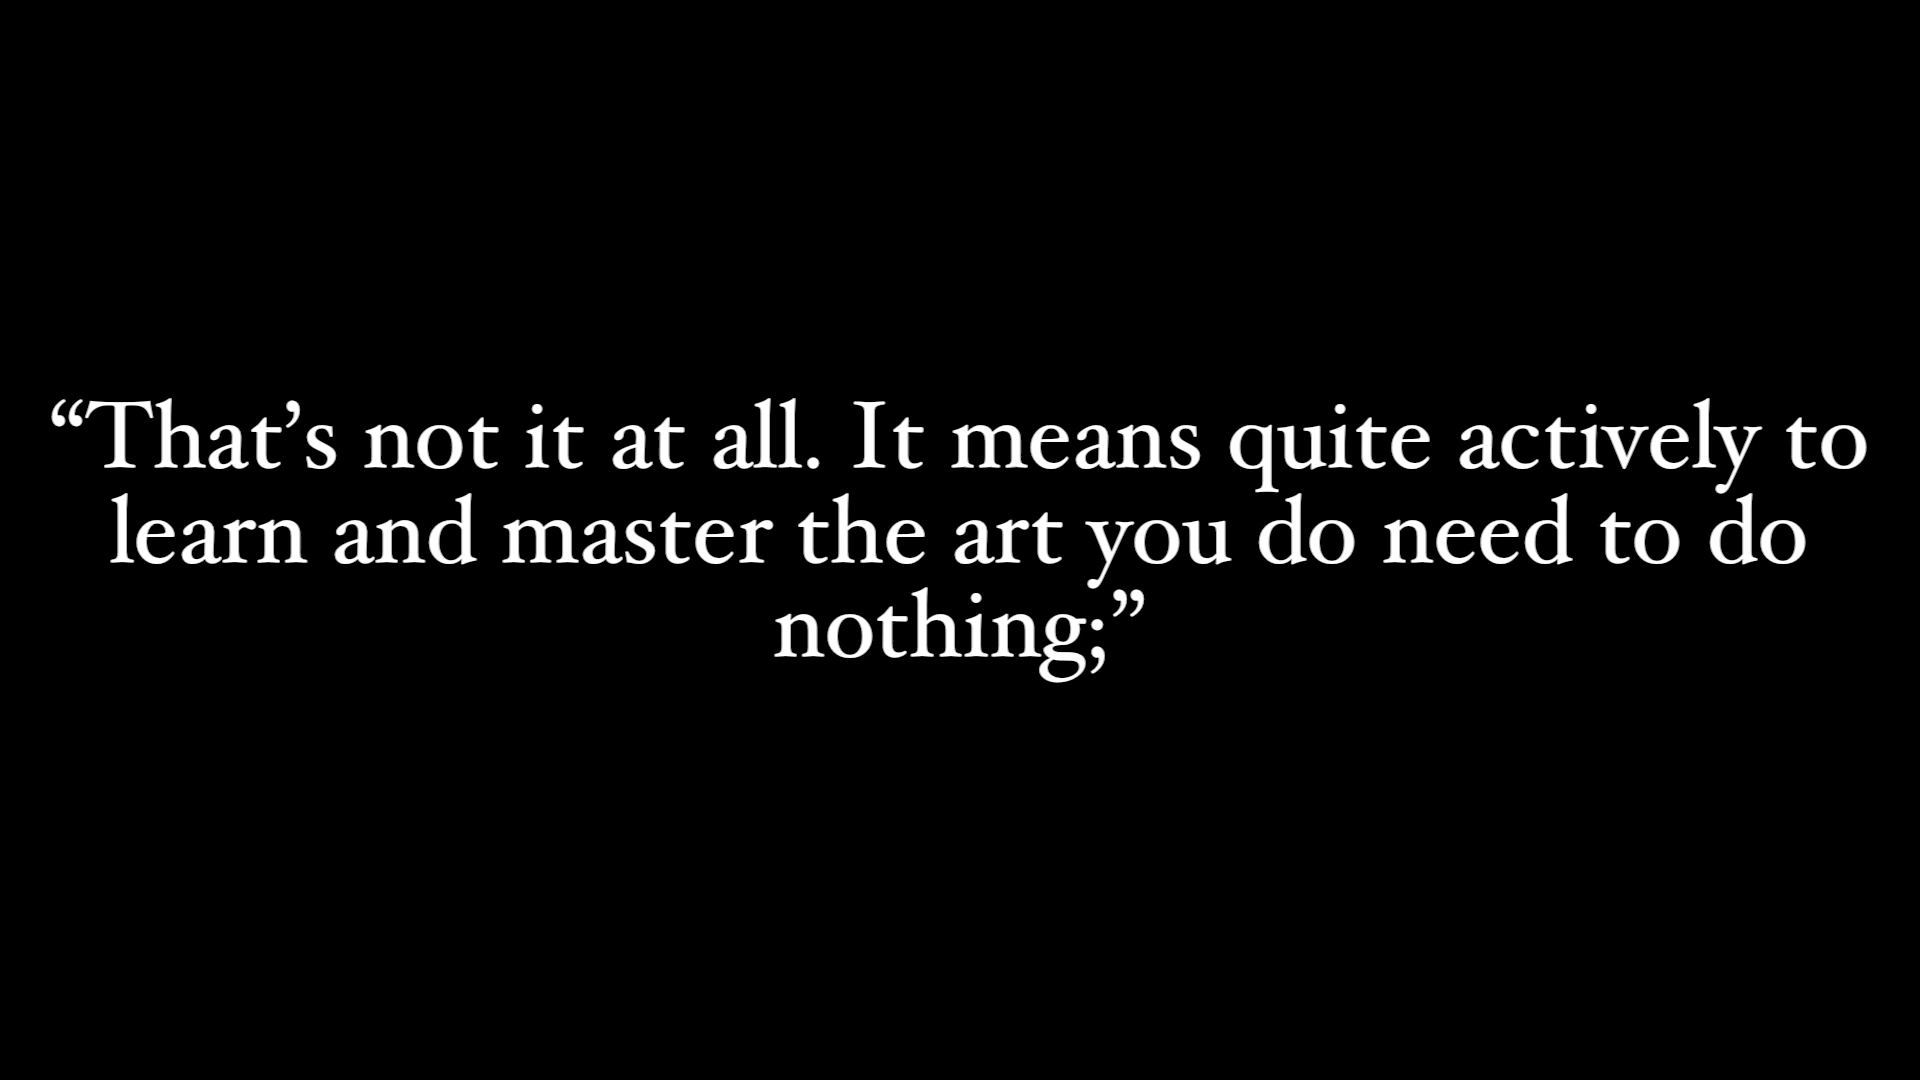 “That’s not it at all. It means quite actively to
learn and master the art you do need to do
nothing;”